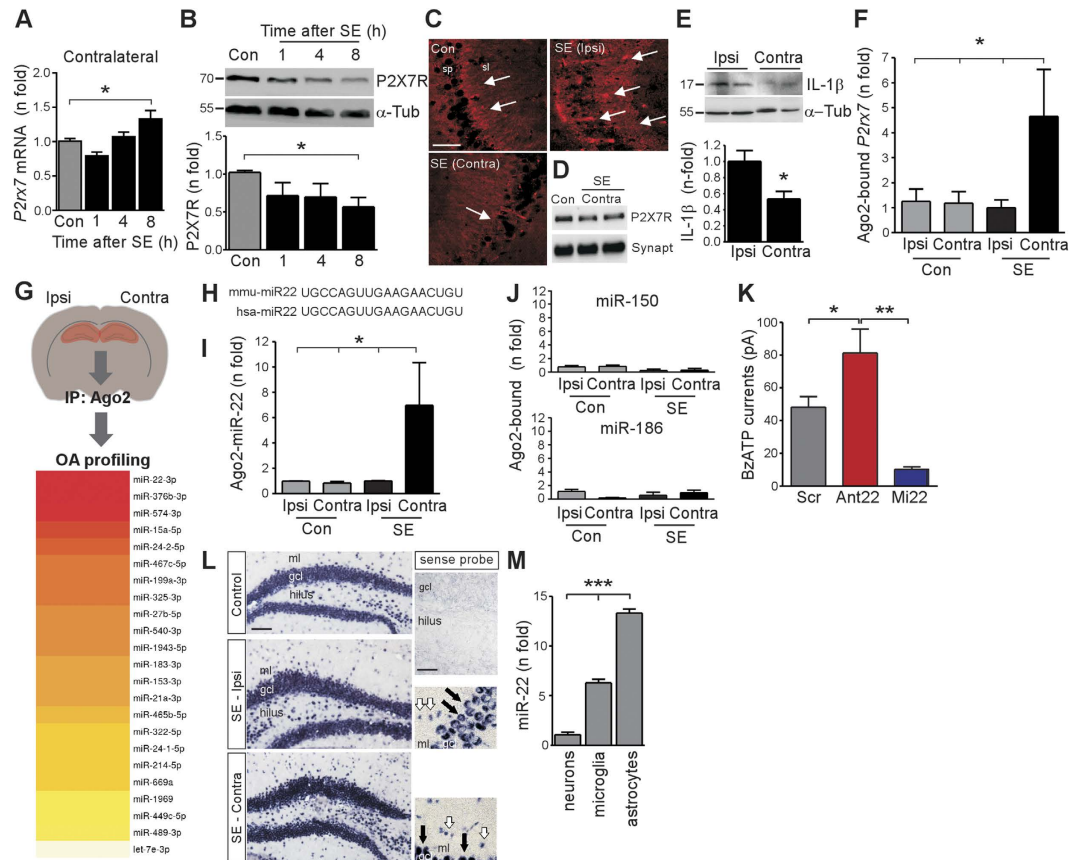 A
Contralateral
P2rx7 mRNA (n fold)
2.0
1.5
1.0
0.5
0.0
*
Con 1 4 8
Time after SE (h)
B
Time after SE (h)
Con 1 4 8
70
P2X7R
55
α-Tub
P2X7R (n fold)
1.5
1.0
0.5
0.0
*
Con 1 4 8
Time after SE (h)
C
Con
sp
sl
SE (Ipsi)
SE (Contra)
D
SE
Con Contra
P2X7R
Synapt
E
Ipsi Contra
17
IL-1β
55
α–Tub
IL-1β (n-fold)
1.2
1.0
0.8
0.6
0.4
0.2
0.0
*
Ipsi Contra
F
Ago2-bound P2rx7 (n fold)
7
6
5
4
3
2
1
0
*
Ipsi Contra Ipsi Contra
Con SE
G
Ipsi Contra
IP: Ago2
OA profiling
miR-22-3p
miR-376b-3p
miR-574-3p
miR-15a-5p
miR-24-2-5p
miR-467c-5p
miR-199a-3p
miR-325-3p
miR-27b-5p
miR-540-3p
miR-1943-5p
miR-183-3p
miR-153-3p
miR-21a-3p
miR-465b-5p
miR-322-5p
miR-24-1-5p
miR-214-5p
miR-669a
miR-1969
miR-449c-5p
miR-489-3p
let-7e-3p
H
mmu-miR22 UGCCAGUUGAAGAACUGU
hsa-miR22 UGCCAGUUGAAGAACUGU
I
Ago2-miR-22 (n fold)
12
10
8
6
4
2
0
*
Ipsi Contra Ipsi Contra
Con SE
J
Ago2-bound (n fold)
miR-150
10
8
6
4
2
0
Ipsi Contra Ipsi Contra
Con SE
miR-186
10
8
6
4
2
0
Ipsi Contra Ipsi Contra
Con SE
K
BzATP currents (pA)
100
80
60
40
20
0
* **
Scr Ant22 Mi22
L
Control
ml
gcl
hilus
sense probe
gcl
hilus
SE - Ipsi
ml
gcl
hilus
ml gcl
SE - Contra
gcl ml
M
miR-22 (n fold)
15
10
5
0
***
neurons
microglia
astrocytes